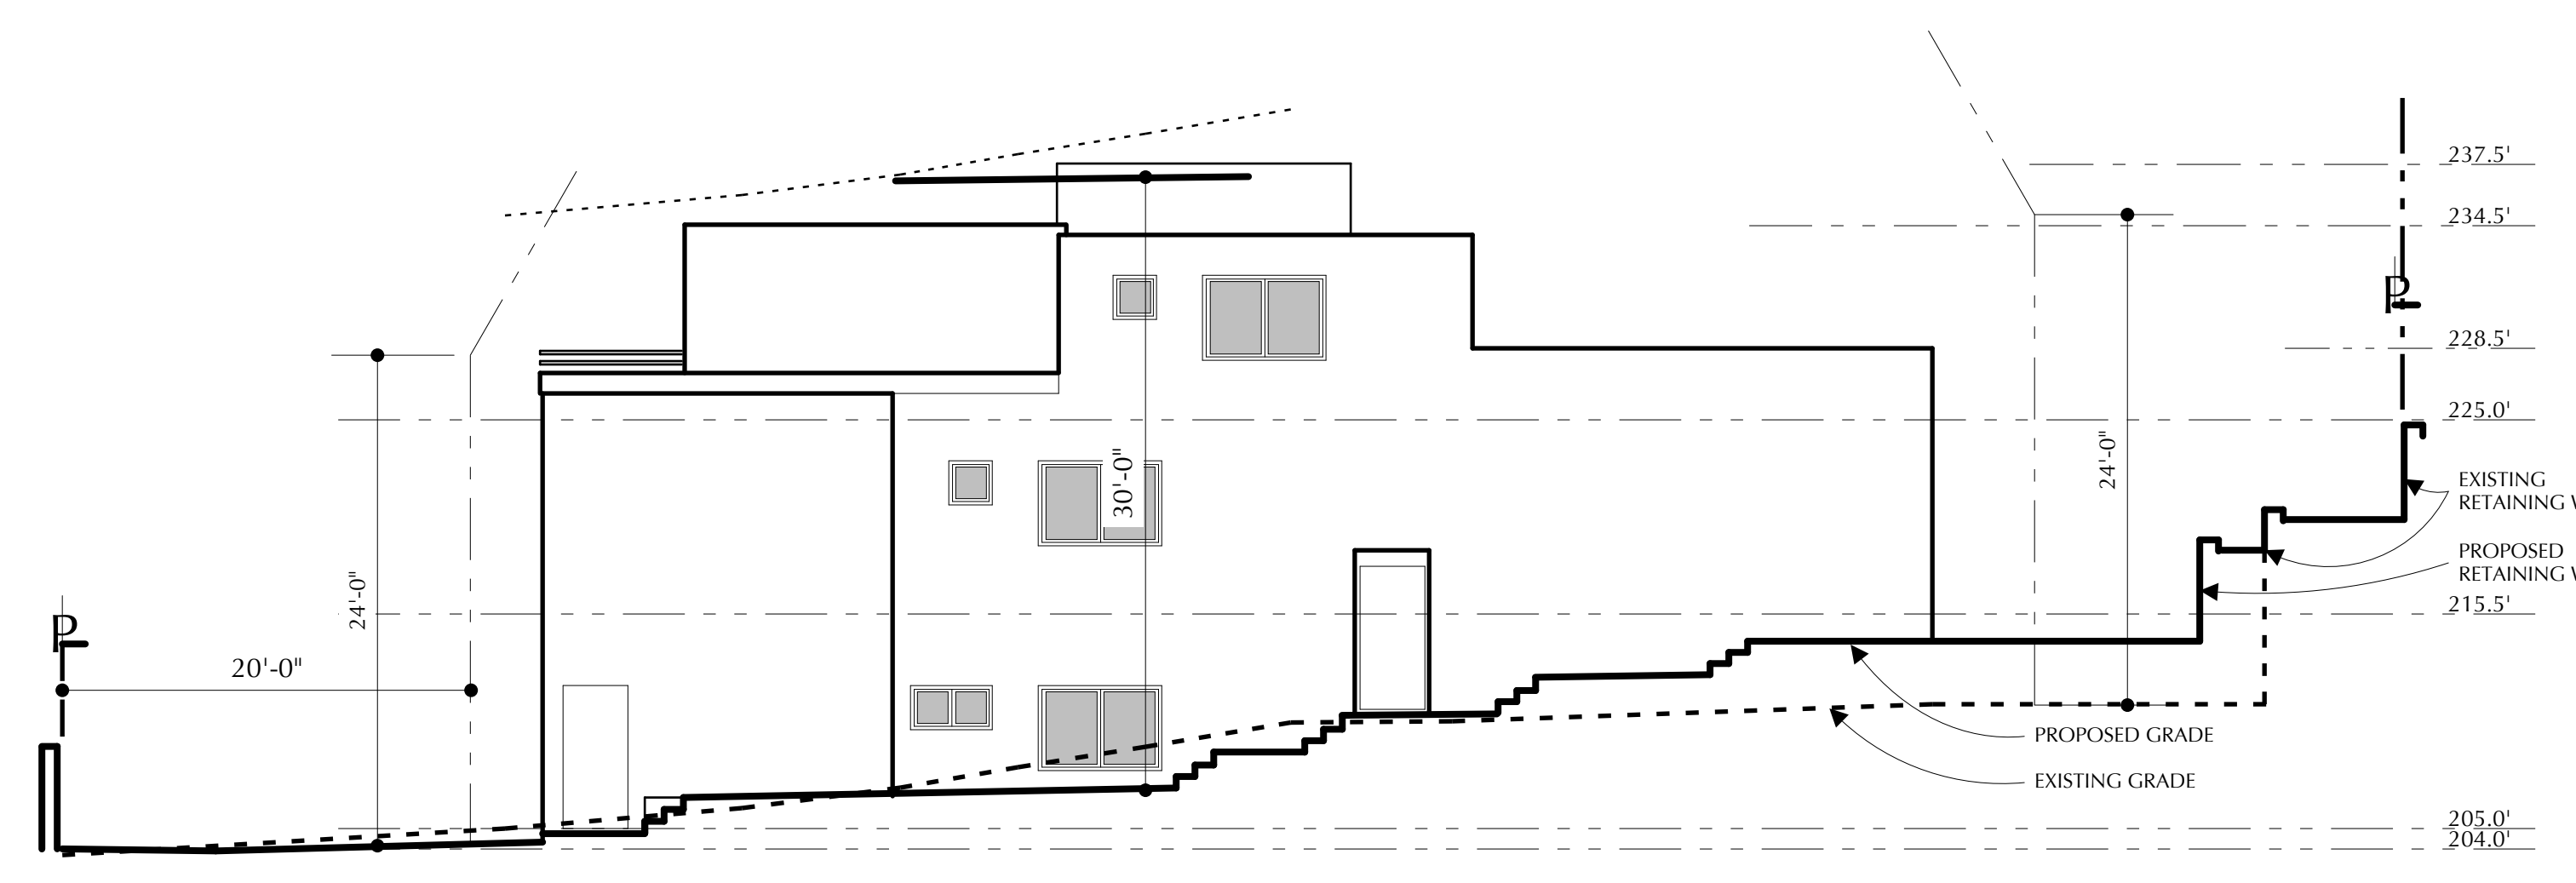 237.5'
234.5'
P
L
228.5'
225.0'
24'-0"
30'-0"
EXISTING
RETAINING
PROPOSED
RETAINING
24'-0"
215.5'
P
L
20'-0"
PROPOSED GRADE
EXISTING GRADE
205.0'
204.0'